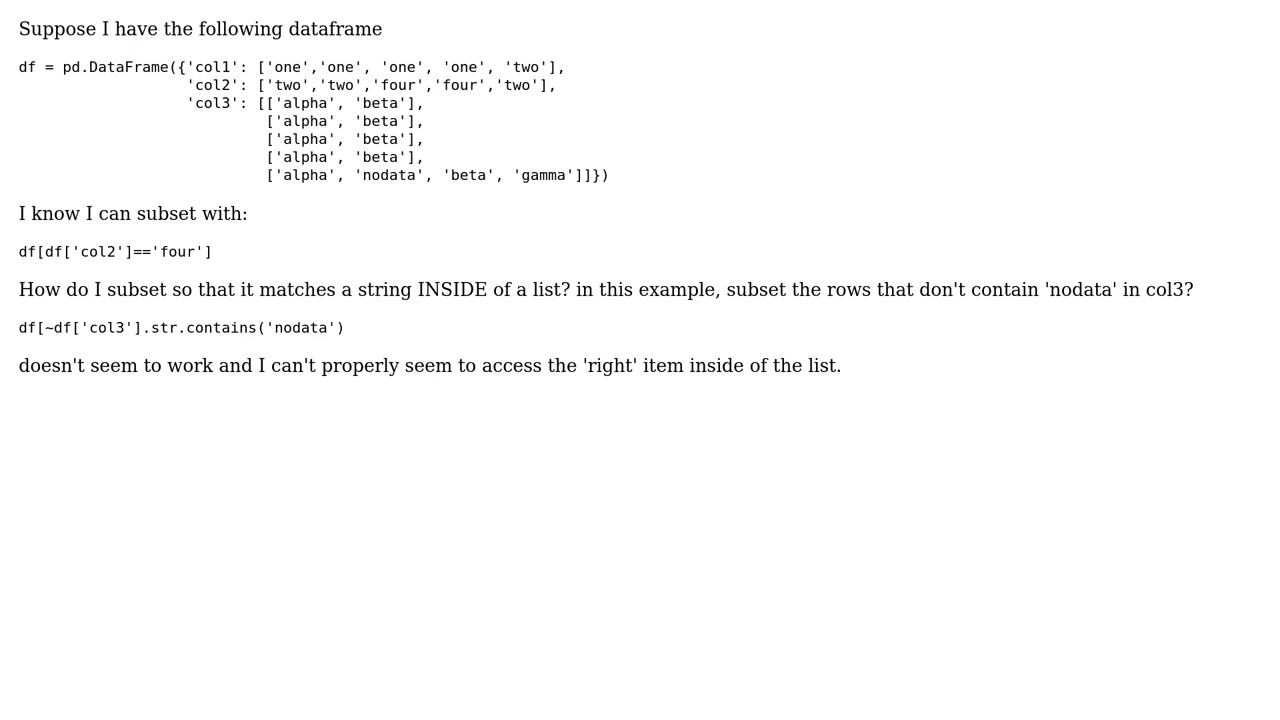 Suppose I have the following dataframe
df = pd.DataFrame({'col1': ['one','one', 'one', 'one', 'two'],
                   'col2': ['two','two','four','four','two'],
                   'col3': [['alpha', 'beta'],
                            ['alpha', 'beta'],
                            ['alpha', 'beta'],
                            ['alpha', 'beta'],
                            ['alpha', 'nodata', 'beta', 'gamma']]})
I know I can subset with:
df[df['col2']=='four']
How do I subset so that it matches a string INSIDE of a list? in this example, subset the rows that don't contain 'nodata' in col3?
df[~df['col3'].str.contains('nodata')
doesn't seem to work and I can't properly seem to access the 'right' item inside of the list.